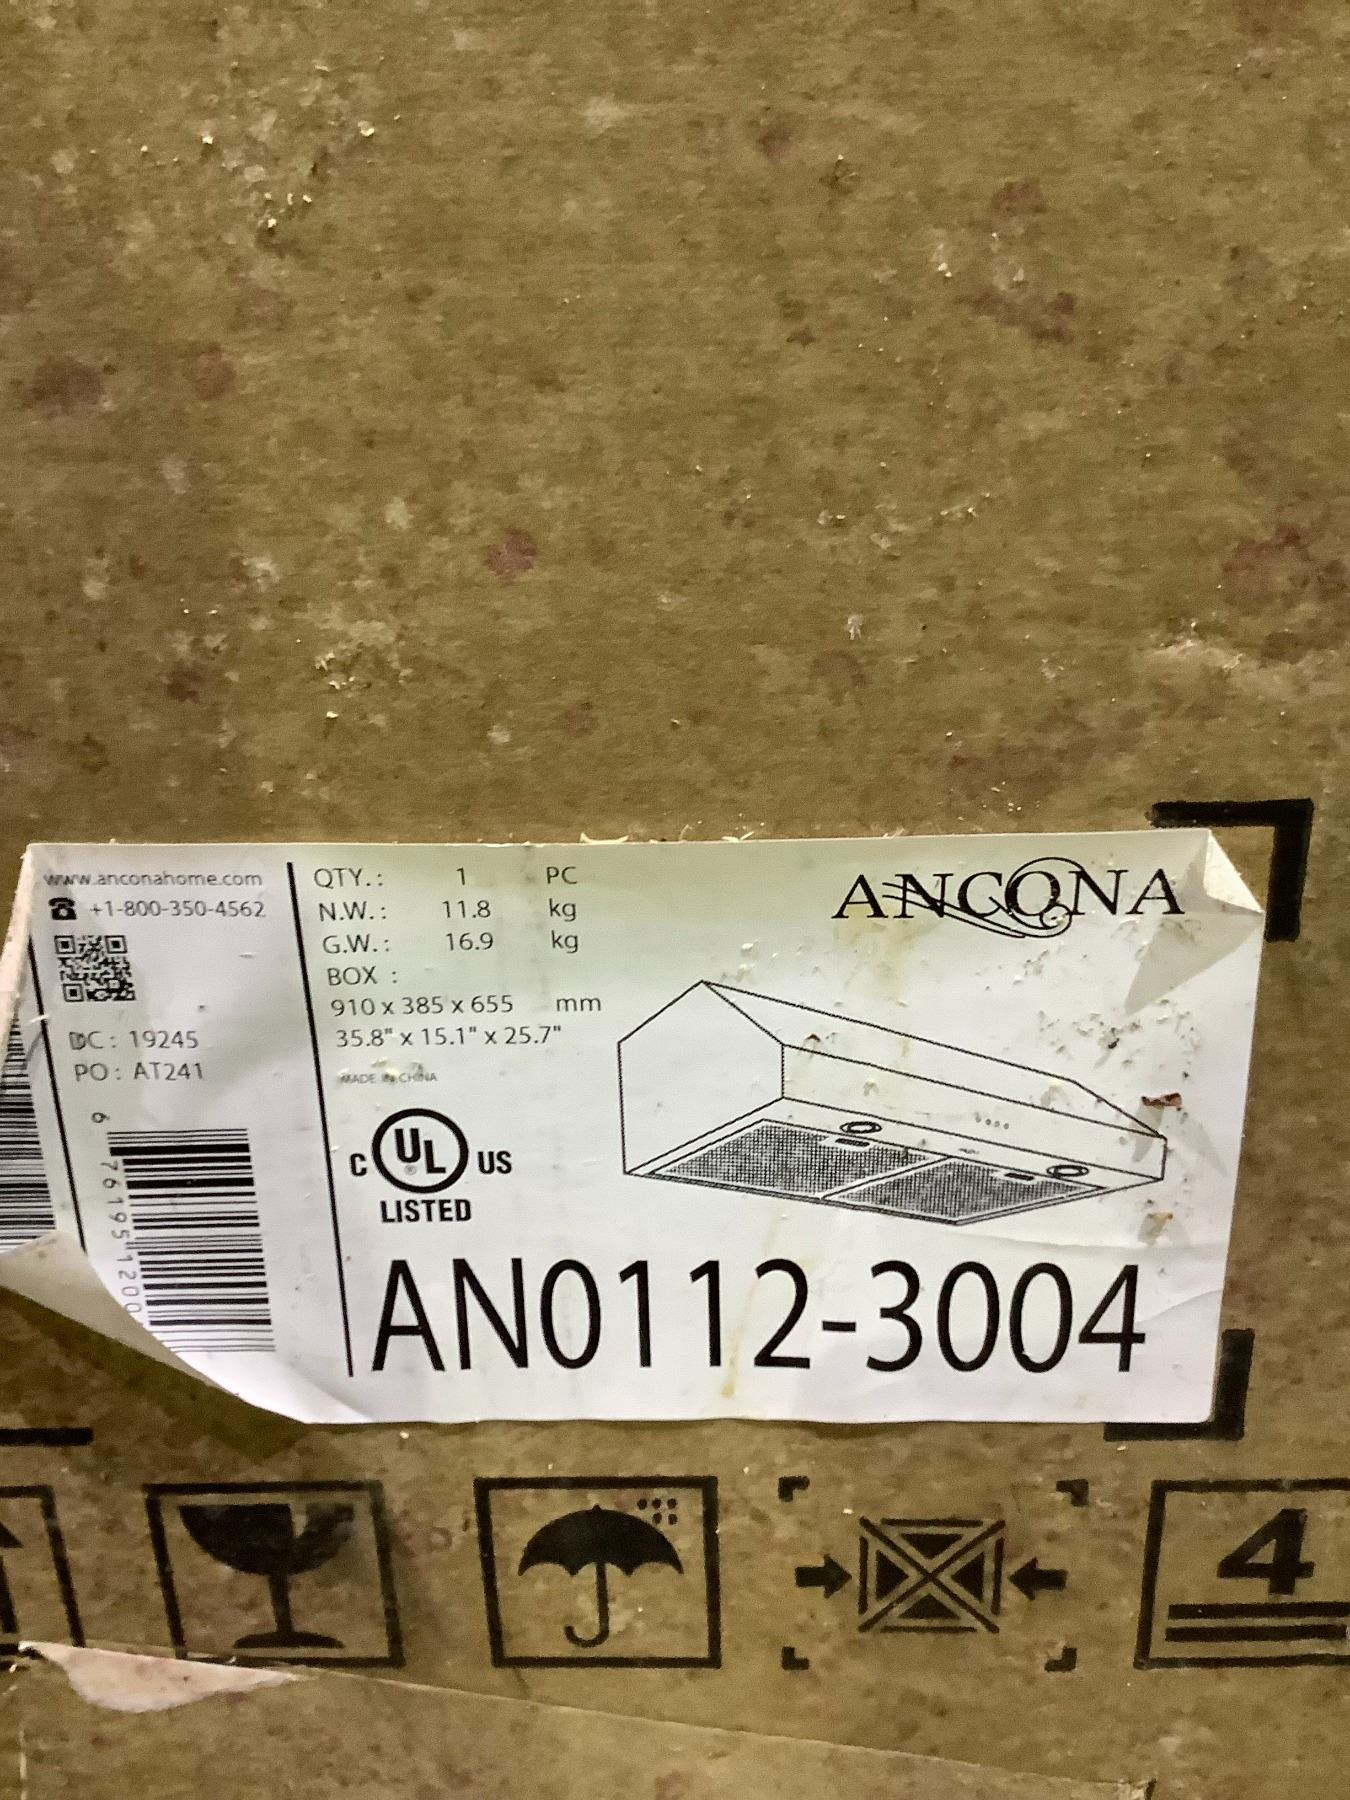 www.anconahome.com
+1-800-350-4562
DC: 19245
PO: AT241
QTY.: 1 PC
N.W.: 11.8 kg
G.W.: 16.9 kg
BOX :
910 x 385 x 655 mm
35.8" x 15.1" x 25.7"
MADE IN CHINA
C UL US
®
LISTED
ANCONA
AN0112-3004
4